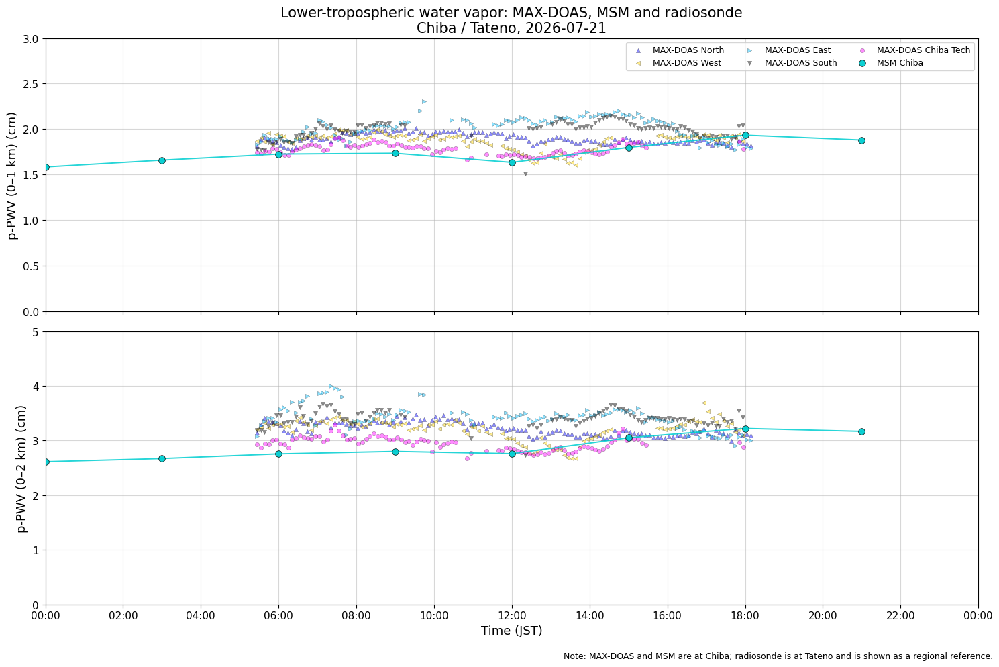 Lower-tropospheric water vapor: MAX-DOAS, MSM and radiosonde
Chiba / Tateno, 2026-07-21
MAX-DOAS North
MAX-DOAS West
MAX-DOAS East
MAX-DOAS South
MAX-DOAS Chiba Tech
MSM Chiba
p-PWV (0–1 km) (cm)
3.0
2.5
2.0
1.5
1.0
0.5
0.0
p-PWV (0–2 km) (cm)
5
4
3
2
1
0
00:00 02:00 04:00 06:00 08:00 10:00 12:00 14:00 16:00 18:00 20:00 22:00 00:00
Time (JST)
Note: MAX-DOAS and MSM are at Chiba; radiosonde is at Tateno and is shown as a regional reference.